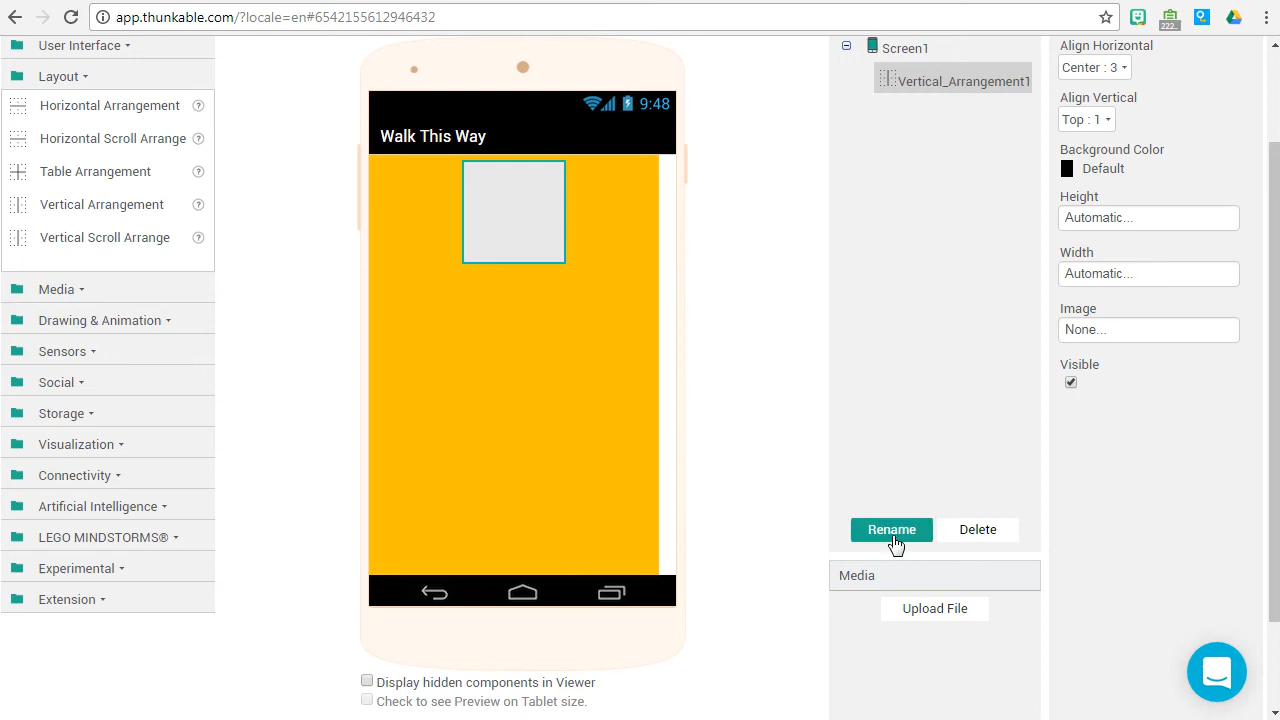 app.thunkable.com/?locale=en#6542155612946432
222...
User Interface
Layout
Horizontal Arrangement
Horizontal Scroll Arrange
Table Arrangement
Vertical Arrangement
Vertical Scroll Arrange
Media
Drawing & Animation
Sensors
Social
Storage
Visualization
Connectivity
Artificial Intelligence
LEGO MINDSTORMS®
Experimental
Extension
9:48
Walk This Way
Display hidden components in Viewer
Check to see Preview on Tablet size.
Screen1
Vertical_Arrangement1
Rename
Delete
Media
Upload File
Align Horizontal
Center : 3
Align Vertical
Top : 1
Background Color
Default
Height
Automatic...
Width
Automatic...
Image
None...
Visible